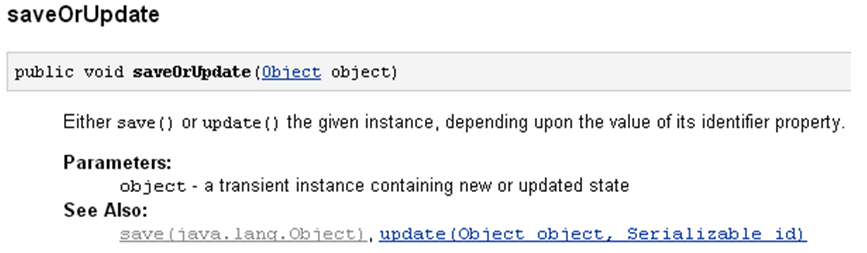 saveOrUpdate
public void saveOrUpdate(Object object)
Either save() or update() the given instance, depending upon the value of its identifier property.
Parameters:
object - a transient instance containing new or updated state
See Also:
save(java.lang.Object), update(Object object, Serializable id)